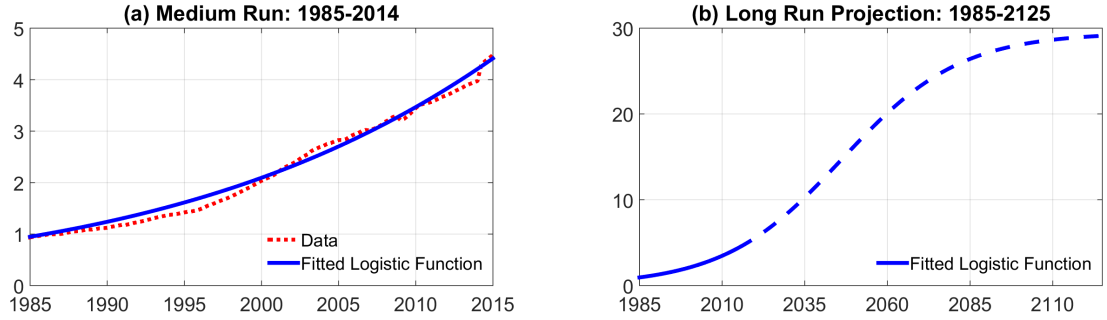 (a) Medium Run: 1985-2014
5
4
3
2
1
0
Data
Fitted Logistic Function
1985 1990 1995 2000 2005 2010 2015
(b) Long Run Projection: 1985-2125
30
20
10
0
Fitted Logistic Function
1985 2010 2035 2060 2085 2110